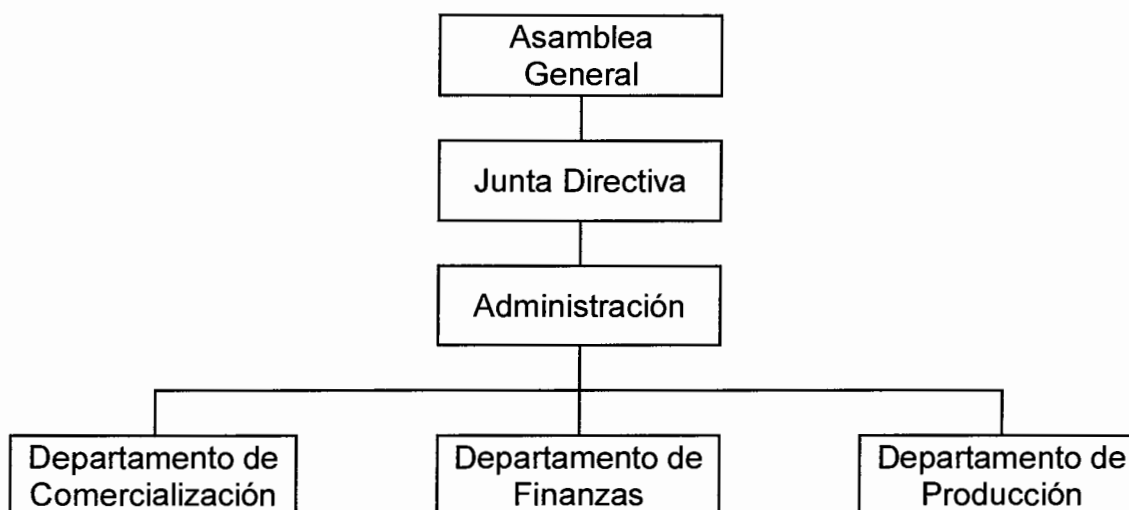 Asamblea
General
Junta Directiva
Administración
Departamento de
Comercialización
Departamento de
Finanzas
Departamento de
Producción